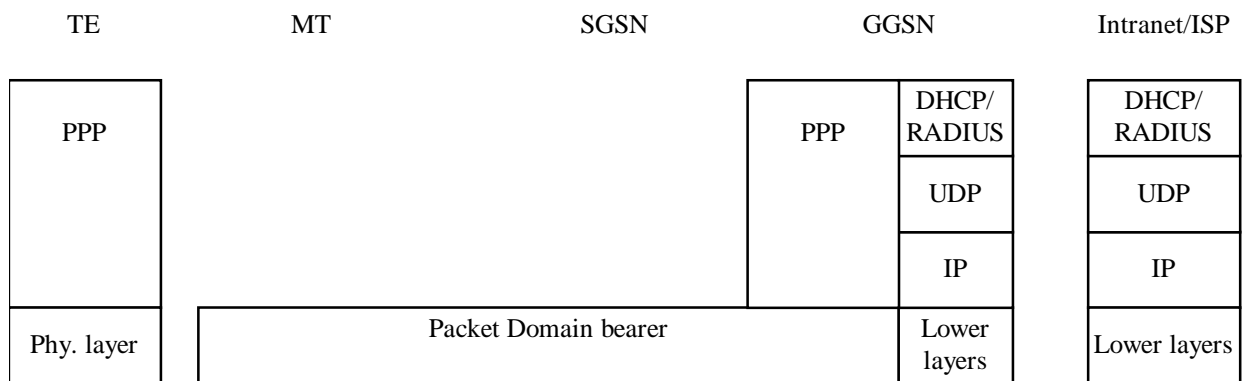 TE MT SGSN GGSN Intranet/ISP
PPP
PPP
DHCP/
RADIUS
DHCP/
RADIUS
UDP
UDP
IP
IP
Phy. layer
Packet Domain bearer
Lower
layers
Lower layers